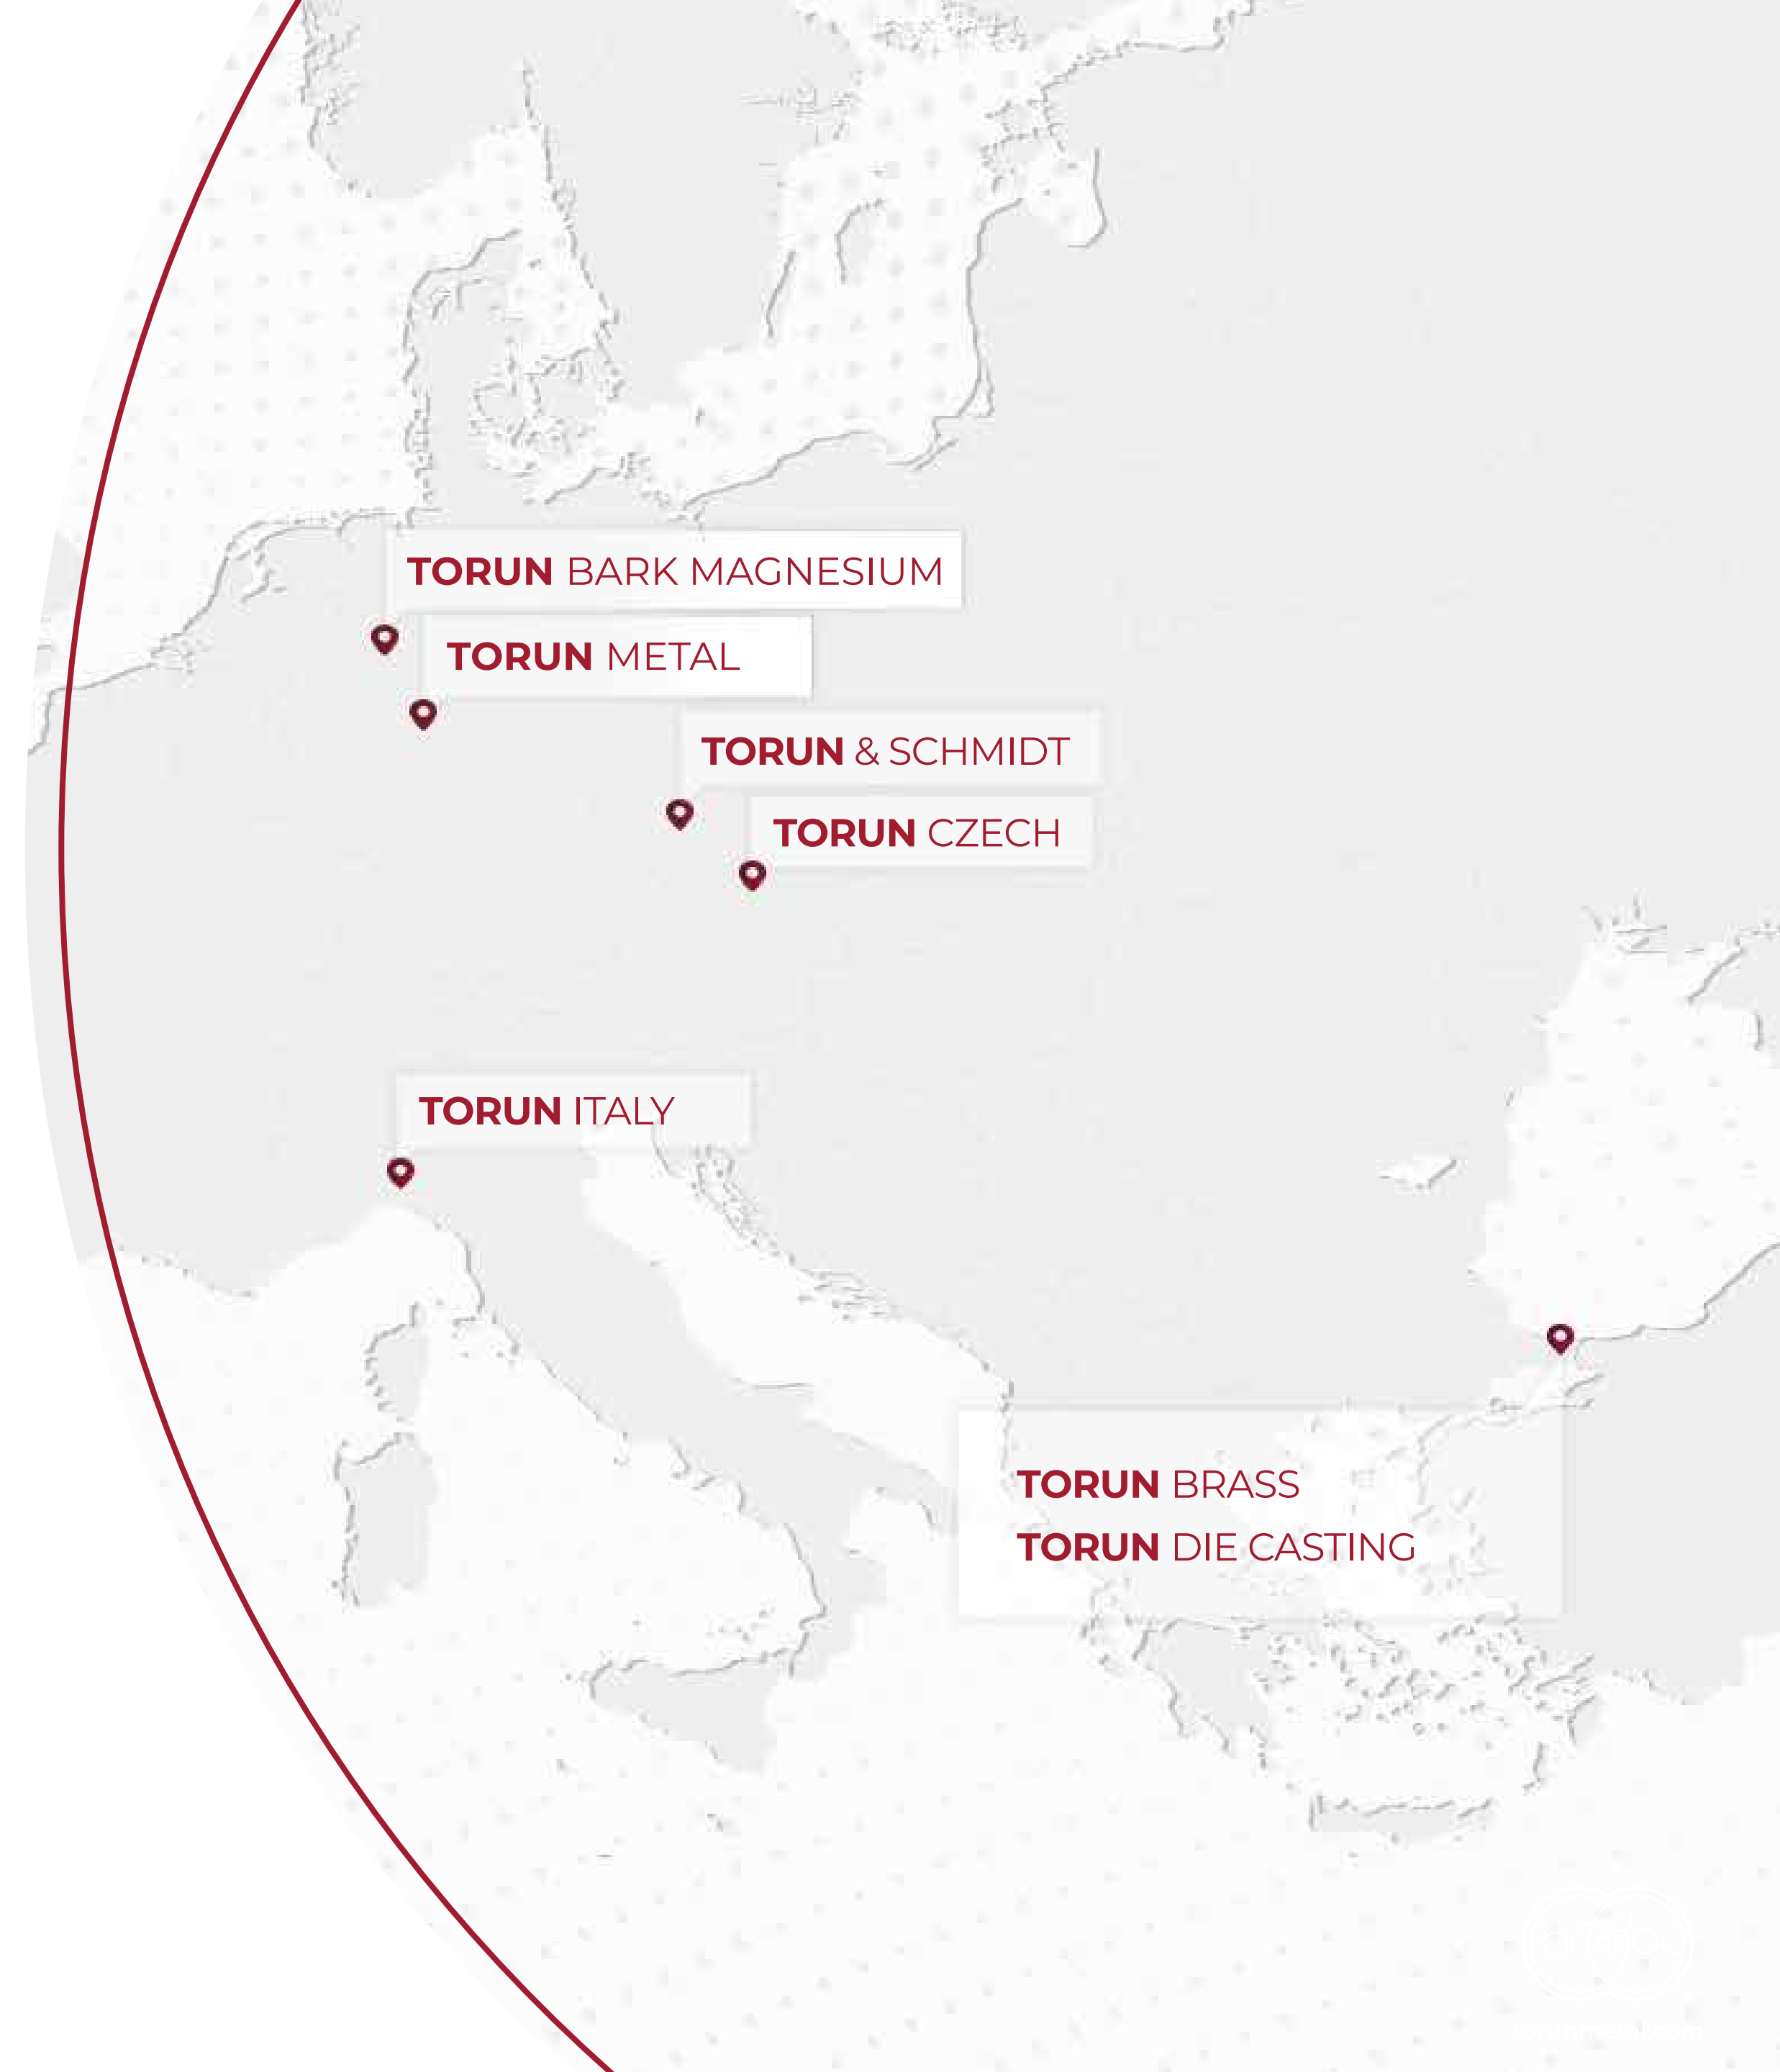 TORUN BARK MAGNESIUM
TORUN METAL
TORUN & SCHMIDT
TORUN CZECH
TORUN ITALY
TORUN BRASS
TORUN DIE CASTING